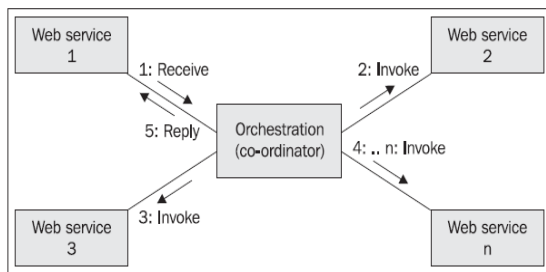 Web service
1
Web service
2
1: Receive
2: Invoke
5: Reply
Orchestration
(co-ordinator)
4: .. n: Invoke
3: Invoke
Web service
3
Web service
n